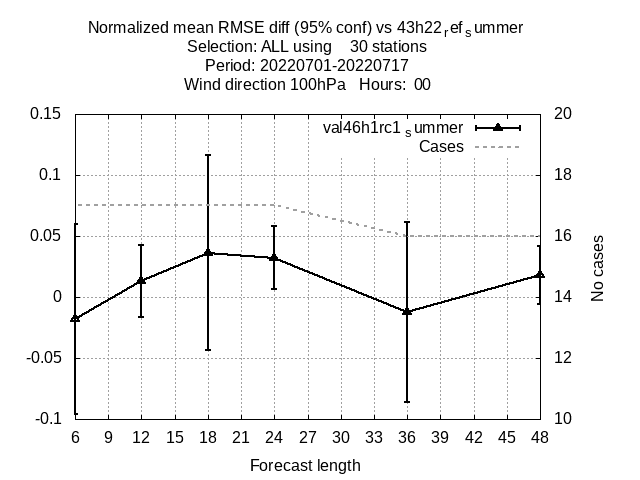 Normalized mean RMSE diff (95% conf) vs 43h22refsummer
Selection: ALL using 30 stations
Period: 20220701-20220717
Wind direction 100hPa Hours: 00
val46h1rc1summer
Cases
0.15
0.1
0.05
0
-0.05
-0.1
20
18
16
14
12
10
No cases
6 9 12 15 18 21 24 27 30 33 36 39 42 45 48
Forecast length